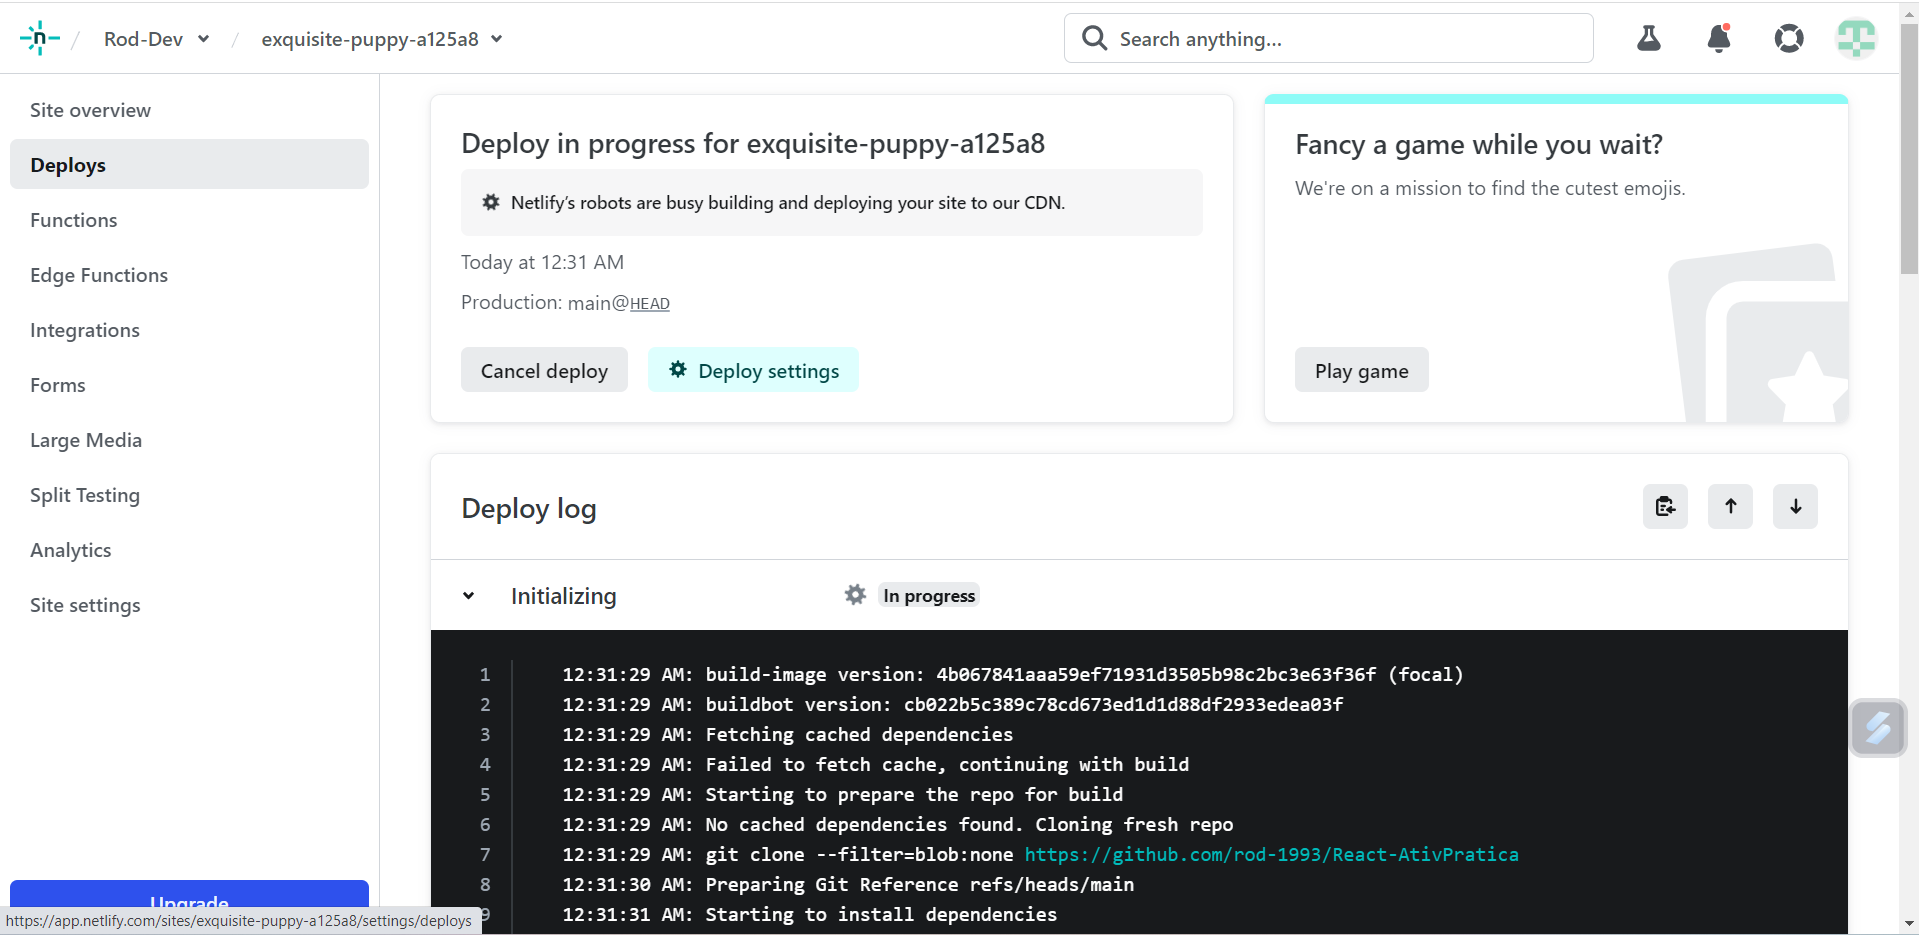 n / Rod-Dev / exquisite-puppy-a125a8
Search anything...
Site overview
Deploys
Functions
Edge Functions
Integrations
Forms
Large Media
Split Testing
Analytics
Site settings
Upgrade
https://app.netlify.com/sites/exquisite-puppy-a125a8/settings/deploys
Deploy in progress for exquisite-puppy-a125a8
Netlify’s robots are busy building and deploying your site to our CDN.
Today at 12:31 AM
Production: main@HEAD
Cancel deploy
Deploy settings
Fancy a game while you wait?
We're on a mission to find the cutest emojis.
Play game
Deploy log
Initializing
In progress
1 12:31:29 AM: build-image version: 4b067841aaa59ef71931d3505b98c2bc3e63f36f (focal)
2 12:31:29 AM: buildbot version: cb022b5c389c78cd673ed1d1d88df2933edea03f
3 12:31:29 AM: Fetching cached dependencies
4 12:31:29 AM: Failed to fetch cache, continuing with build
5 12:31:29 AM: Starting to prepare the repo for build
6 12:31:29 AM: No cached dependencies found. Cloning fresh repo
7 12:31:29 AM: git clone --filter=blob:none https://github.com/rod-1993/React-AtivPratica
8 12:31:30 AM: Preparing Git Reference refs/heads/main
9 12:31:31 AM: Starting to install dependencies